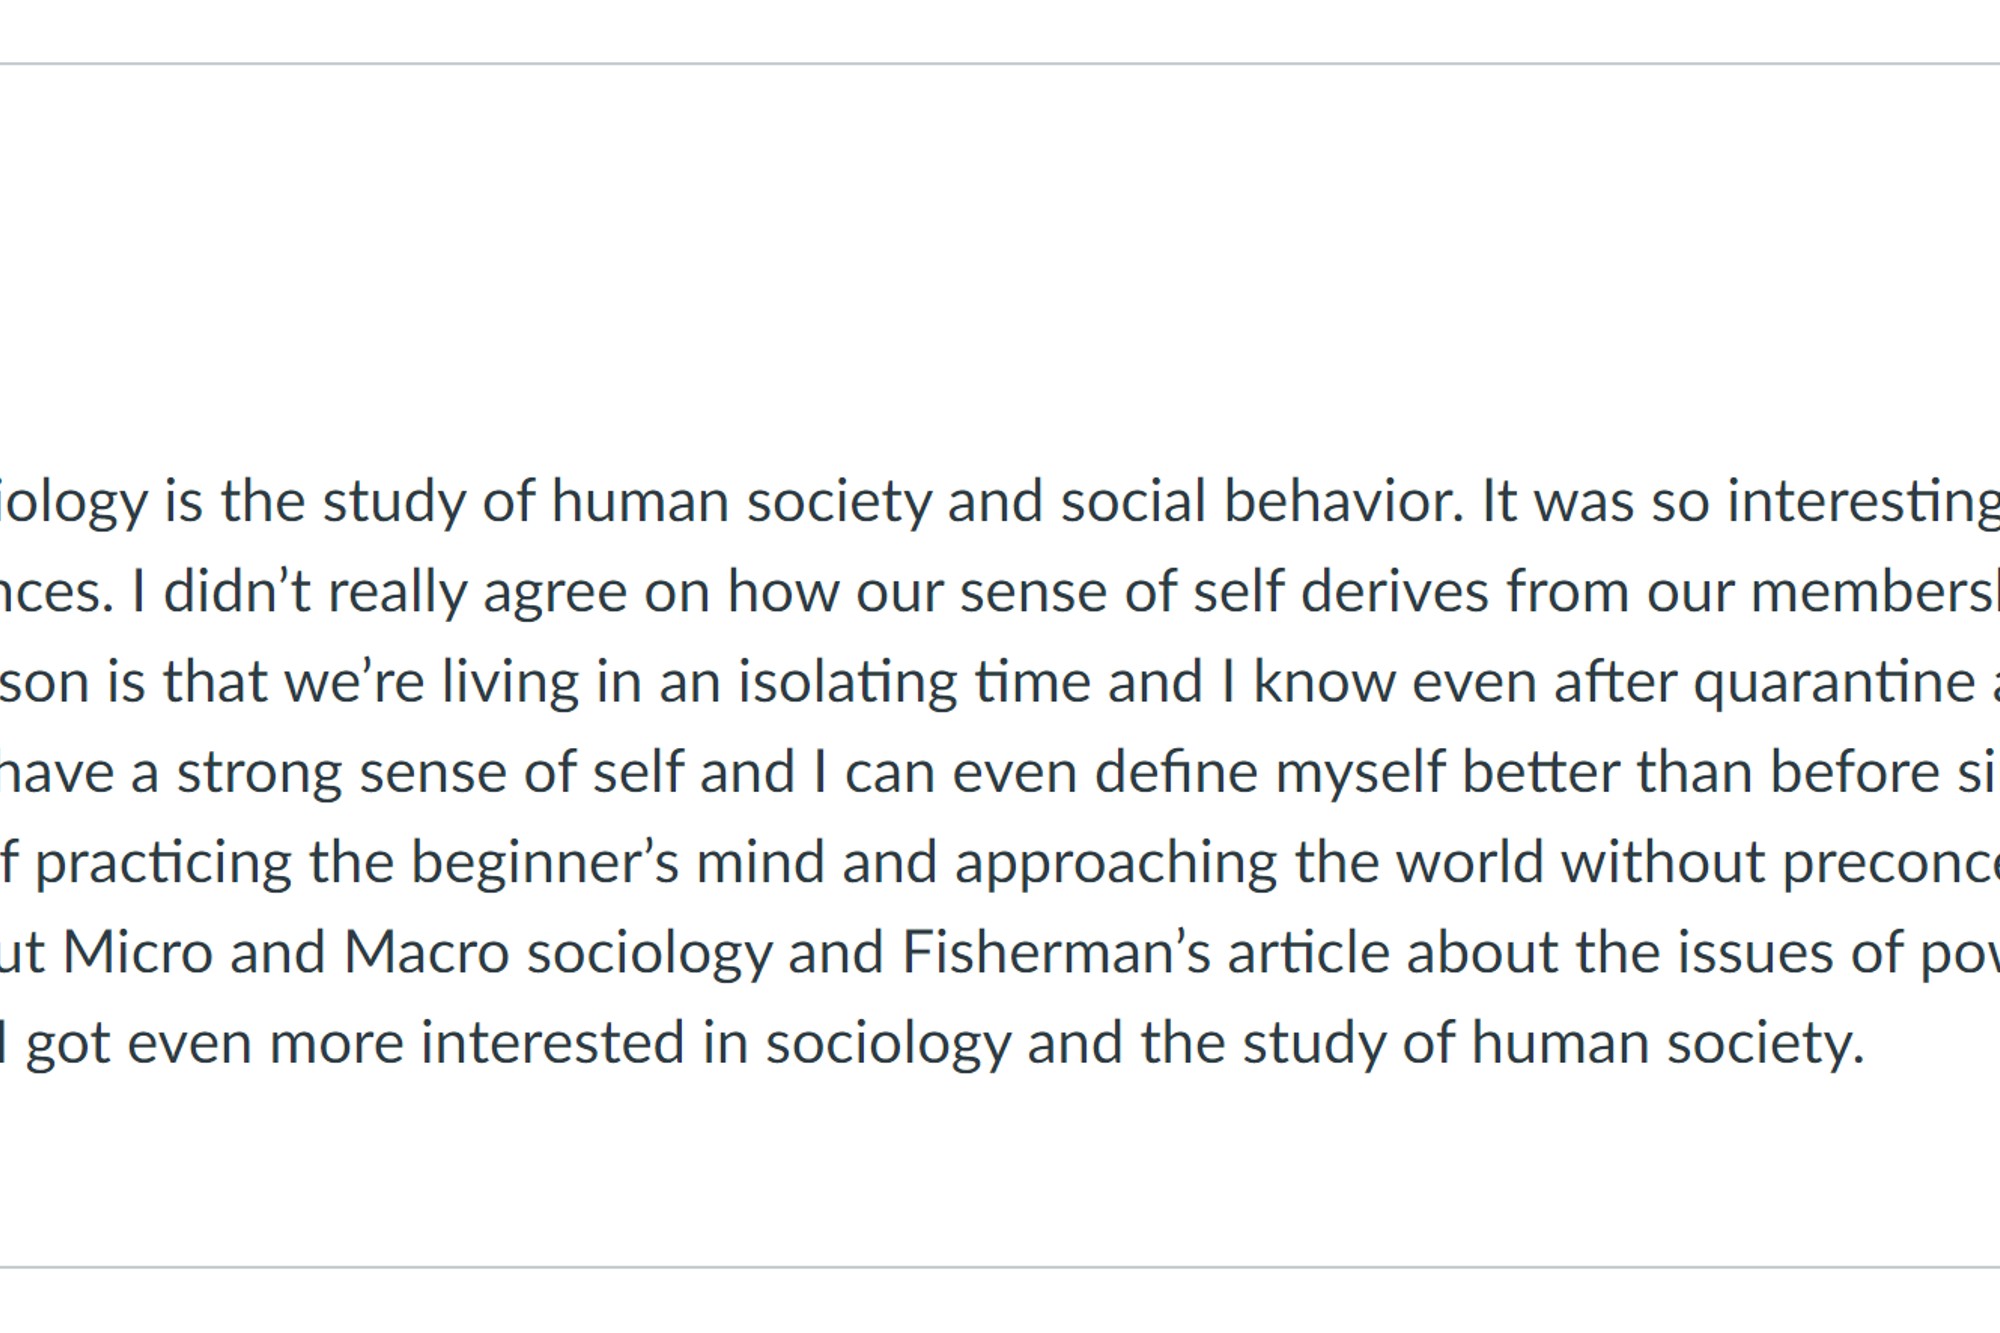 iology is the study of human society and social behavior. It was so interesting
nces. I didn’t really agree on how our sense of self derives from our members
son is that we’re living in an isolating time and I know even after quarantine a
have a strong sense of self and I can even define myself better than before si
f practicing the beginner’s mind and approaching the world without preconce
ut Micro and Macro sociology and Fisherman’s article about the issues of pow
I got even more interested in sociology and the study of human society.